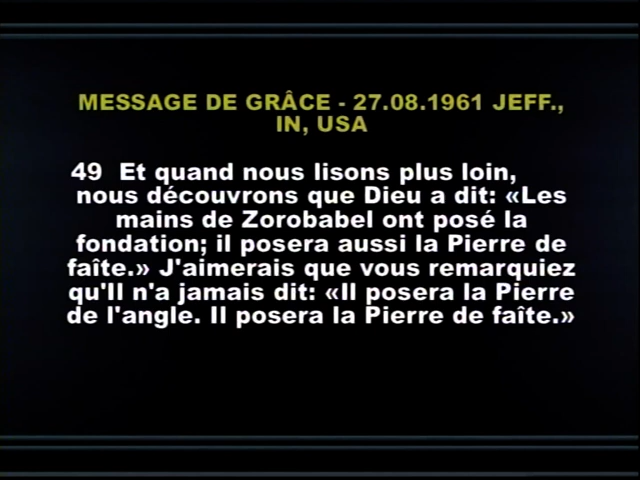 MESSAGE DE GRÂCE - 27.08.1961 JEFF.,
IN, USA
49 Et quand nous lisons plus loin,
nous découvrons que Dieu a dit: «Les
mains de Zorobabel ont posé la
fondation; il posera aussi la Pierre de
faîte.» J'aimerais que vous remarquiez
qu'Il n'a jamais dit: «Il posera la Pierre
de l'angle. Il posera la Pierre de faîte.»